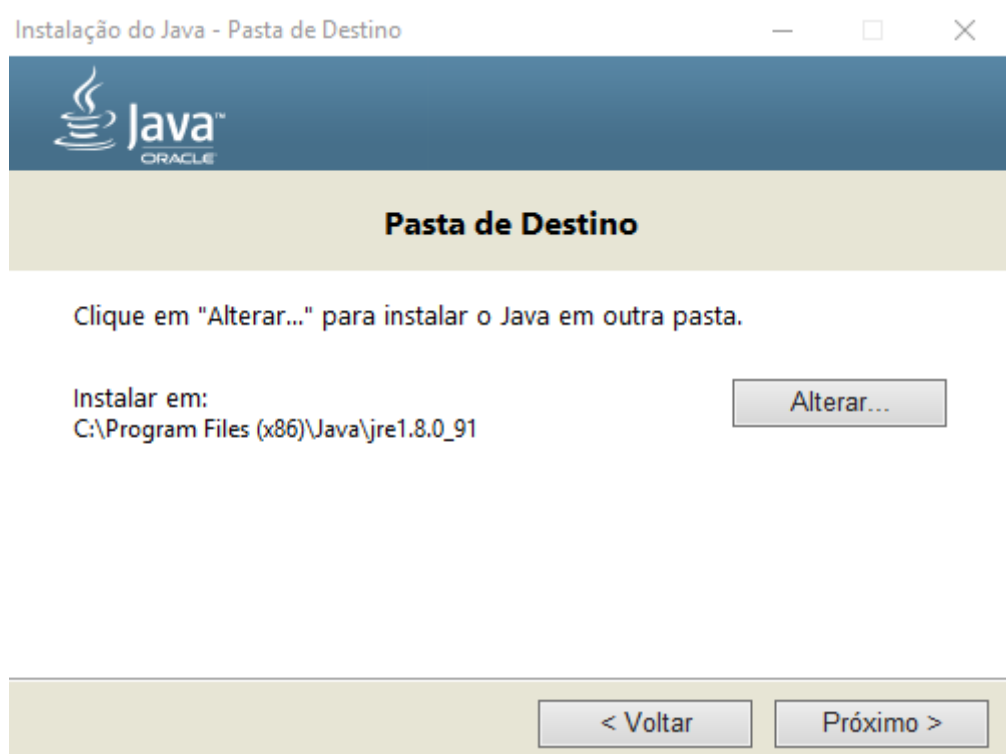 Instalação do Java - Pasta de Destino
Java™
ORACLE
Pasta de Destino
Clique em "Alterar..." para instalar o Java em outra pasta.
Instalar em:
Alterar...
C:\Program Files (x86)\Java\jre1.8.0_91
< Voltar
Próximo >